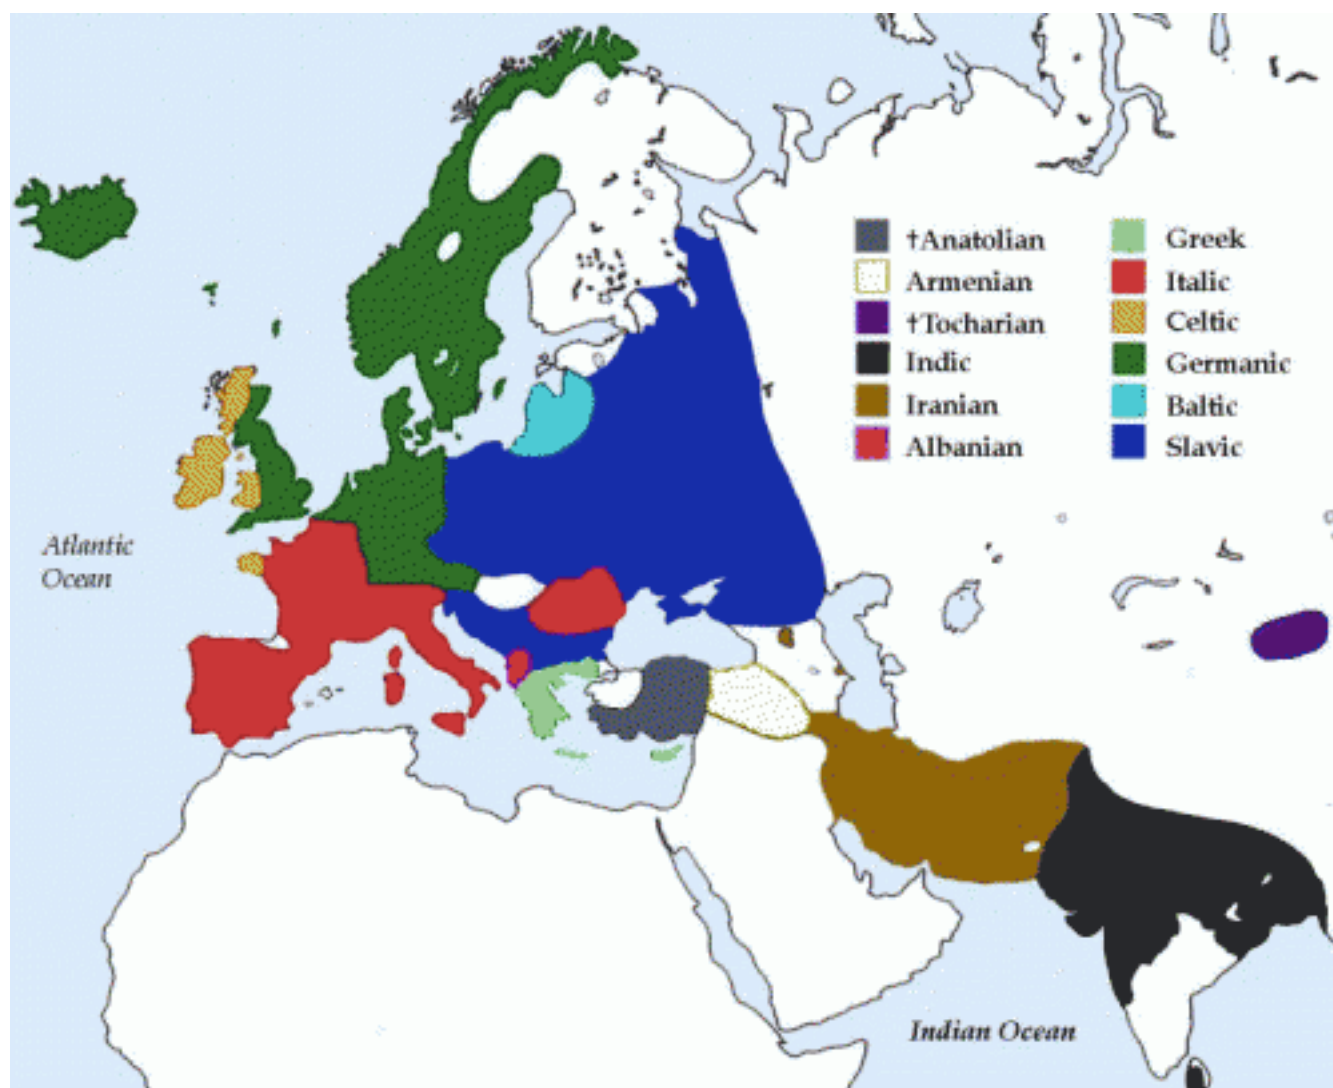 †Anatolian
Armenian
†Tocharian
Indic
Iranian
Albanian
Greek
Italic
Celtic
Germanic
Baltic
Slavic
Atlantic
Ocean
Indian Ocean